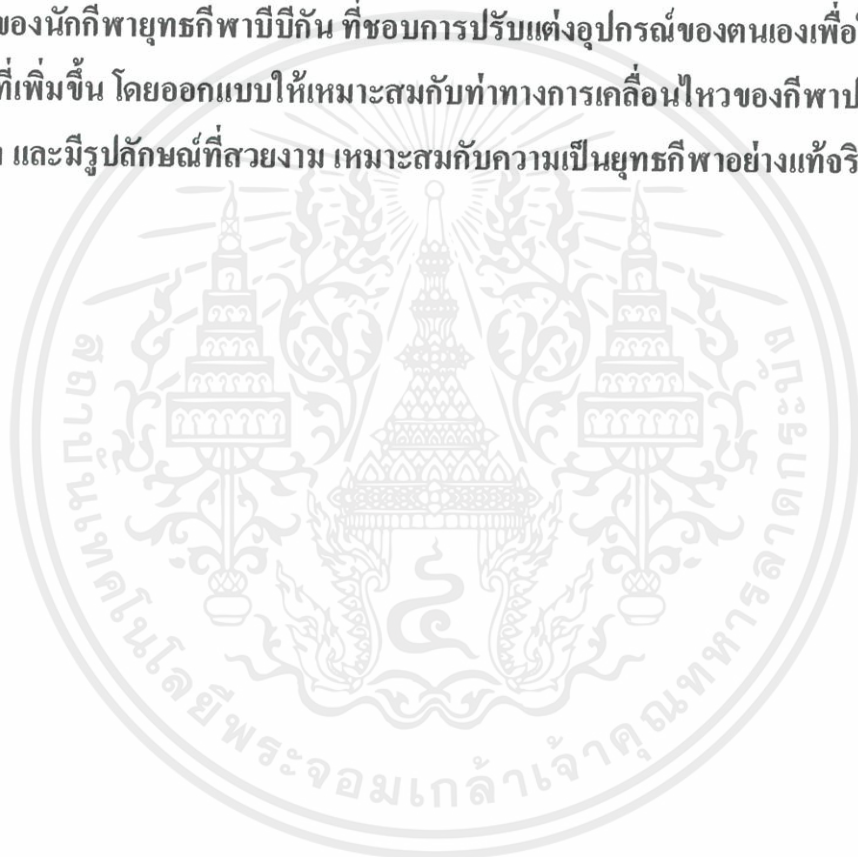 ของนักกีฬายุทธกีฬาบีบีกัน ที่ชอบการปรับแต่งอุปกรณ์ของตนเองเพื่อ
ที่เพิ่มขึ้น โดยออกแบบให้เหมาะสมกับท่าทางการเคลื่อนไหวของกีฬาป
และมีรูปลักษณ์ที่สวยงาม เหมาะสมกับความเป็นยุทธกีฬาอย่างแท้จริ
สถาบันเทคโนโลยีพระจอมเกล้าเจ้าคุณทหารลาดกระบัง